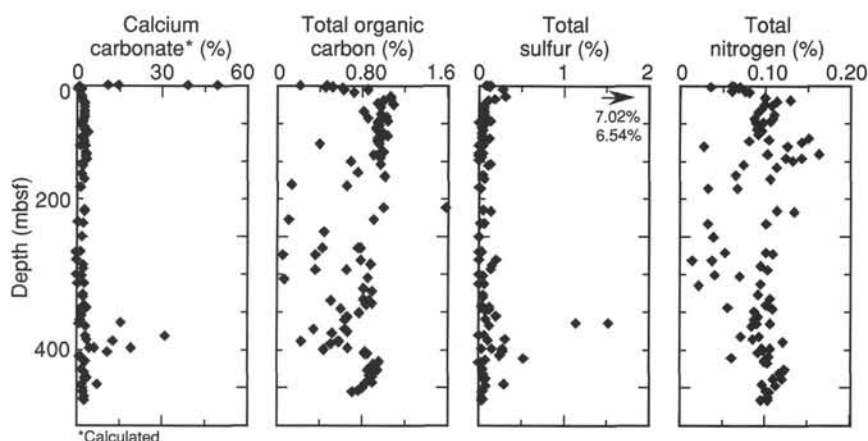 Calcium
carbonate* (%)
Total organic
carbon (%)
Total
sulfur (%)
Total
nitrogen (%)
0 30 60
0 0.80 1.6
0 1 2
0 0.10 0.20
0
200
400
Depth (mbsf)
7.02%
6.54%
*Calculated